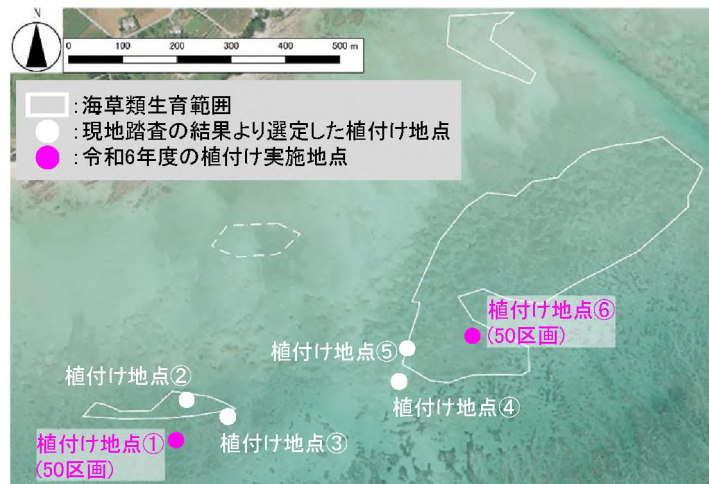 N
0 100 200 300 400 500 m
：海草類生育範囲
：現地踏査の結果より選定した植付け地点
：令和6年度の植付け実施地点
植付け地点⑥
(50区画)
植付け地点⑤
植付け地点②
植付け地点④
植付け地点①
(50区画)
植付け地点③